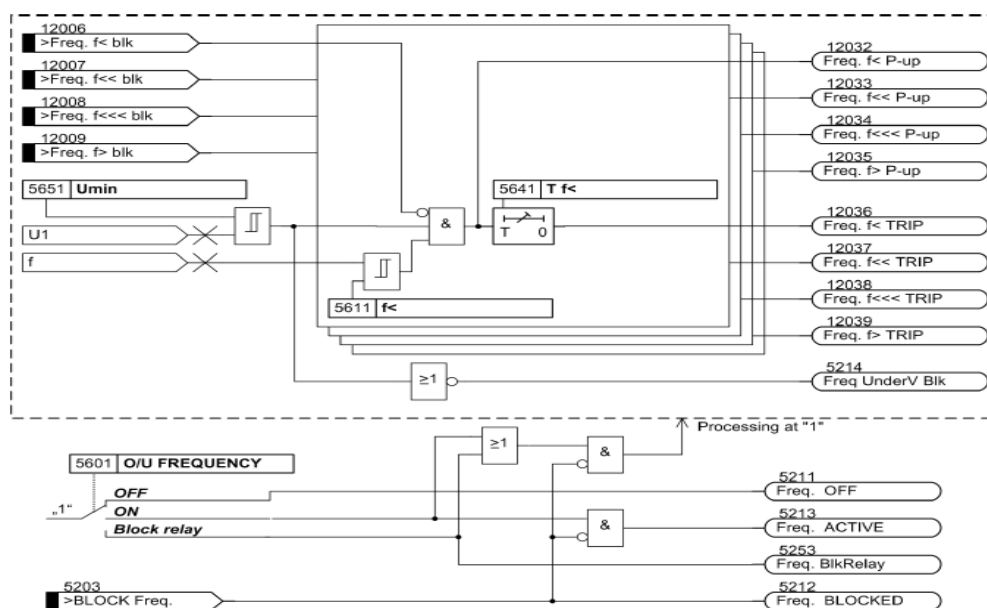 12006
>Freq. f< blk
12007
>Freq. f<< blk
12008
>Freq. f<<< blk
12009
>Freq. f> blk
5651 Umin
U1
f
5641 T f<
&
T 0
5611 f<
≥1
12032
Freq. f< P-up
12033
Freq. f<< P-up
12034
Freq. f<<< P-up
12035
Freq. f> P-up
12036
Freq. f< TRIP
12037
Freq. f<< TRIP
12038
Freq. f<<< TRIP
12039
Freq. f> TRIP
5214
Freq UnderV Blk
Processing at "1"
≥1
&
5601 O/U FREQUENCY
„1"
OFF
ON
Block relay
&
5211
Freq. OFF
5213
Freq. ACTIVE
5253
Freq. BlkRelay
5203
>BLOCK Freq.
5212
Freq. BLOCKED